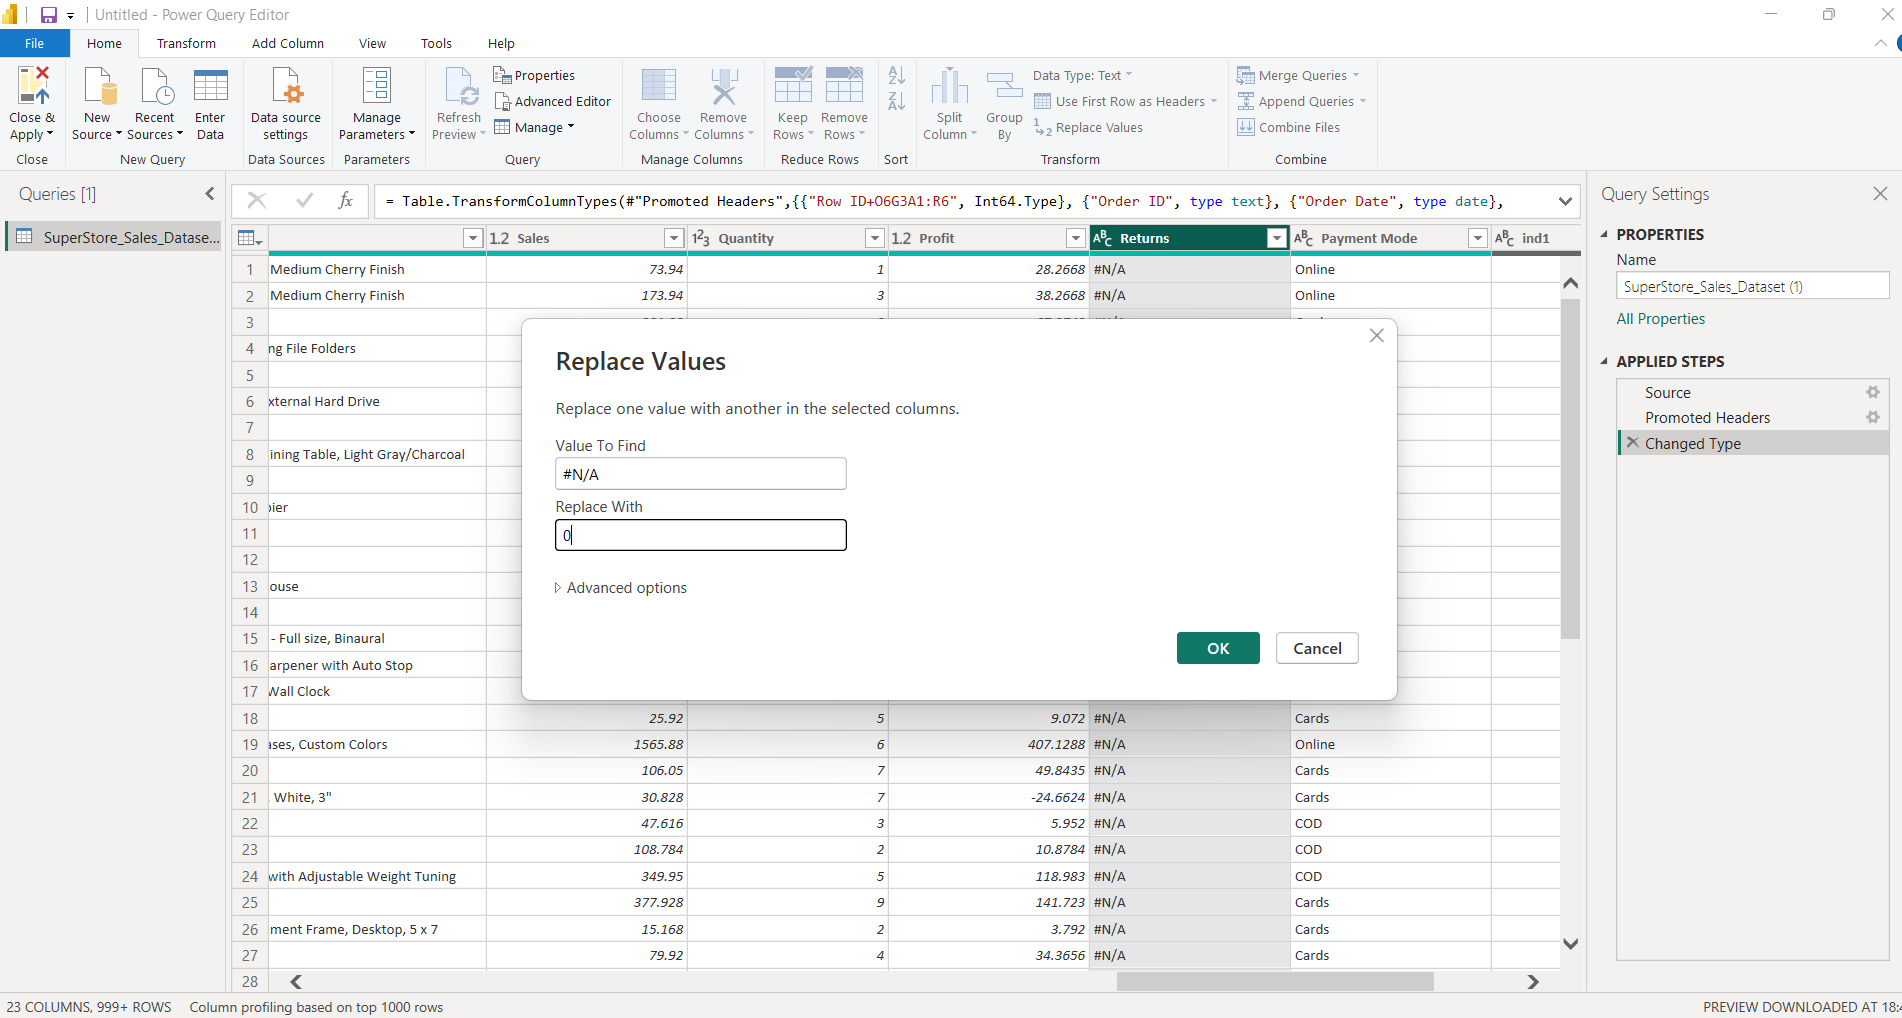 Untitled - Power Query Editor
File Home Transform Add Column View Tools Help
Close & Apply
Close
New Source
Recent Sources
Enter Data
New Query
Data source settings
Data Sources
Manage Parameters
Parameters
Refresh Preview
Properties
Advanced Editor
Manage
Query
Choose Columns
Remove Columns
Manage Columns
Keep Rows
Remove Rows
Reduce Rows
Sort
Split Column
Group By
Data Type: Text
Use First Row as Headers
Replace Values
Transform
Merge Queries
Append Queries
Combine Files
Combine
Queries [1]
SuperStore_Sales_Datase...
fx = Table.TransformColumnTypes(#"Promoted Headers",{{"Row ID+O6G3A1:R6", Int64.Type}, {"Order ID", type text}, {"Order Date", type date},
1.2 Sales 123 Quantity 1.2 Profit ABC Returns ABC Payment Mode ABC ind1
1 Medium Cherry Finish 73.94 1 28.2668 #N/A Online
2 Medium Cherry Finish 173.94 3 38.2668 #N/A Online
3
4 ng File Folders
5
6 xternal Hard Drive
7
8 ining Table, Light Gray/Charcoal
9
10 pier
11
12
13 ouse
14
15 - Full size, Binaural
16 arpener with Auto Stop
17 Wall Clock
18 25.92 5 9.072 #N/A Cards
19 ases, Custom Colors 1565.88 6 407.1288 #N/A Online
20 106.05 7 49.8435 #N/A Cards
21 White, 3" 30.828 7 -24.6624 #N/A Cards
22 47.616 3 5.952 #N/A COD
23 108.784 2 10.8784 #N/A COD
24 with Adjustable Weight Tuning 349.95 5 118.983 #N/A COD
25 377.928 9 141.723 #N/A Cards
26 ment Frame, Desktop, 5 x 7 15.168 2 3.792 #N/A Cards
27 79.92 4 34.3656 #N/A Cards
28
Replace Values
Replace one value with another in the selected columns.
Value To Find
#N/A
Replace With
0
Advanced options
OK Cancel
Query Settings
PROPERTIES
Name
SuperStore_Sales_Dataset (1)
All Properties
APPLIED STEPS
Source
Promoted Headers
Changed Type
23 COLUMNS, 999+ ROWS Column profiling based on top 1000 rows
PREVIEW DOWNLOADED AT 18: